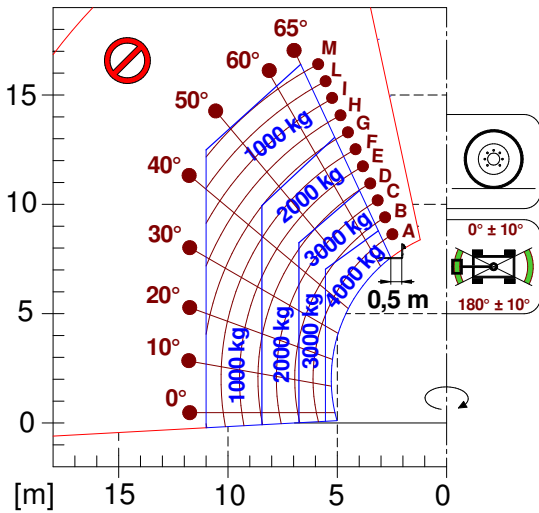 65°
60°
50°
40°
30°
20°
10°
0°
M
L
I
H
G
F
E
D
C
B
A
1000 kg
2000 kg
3000 kg
4000 kg
1000 kg
2000 kg
3000 kg
0,5 m
0° ± 10°
180° ± 10°
15
10
5
0
[m]
15
10
5
0